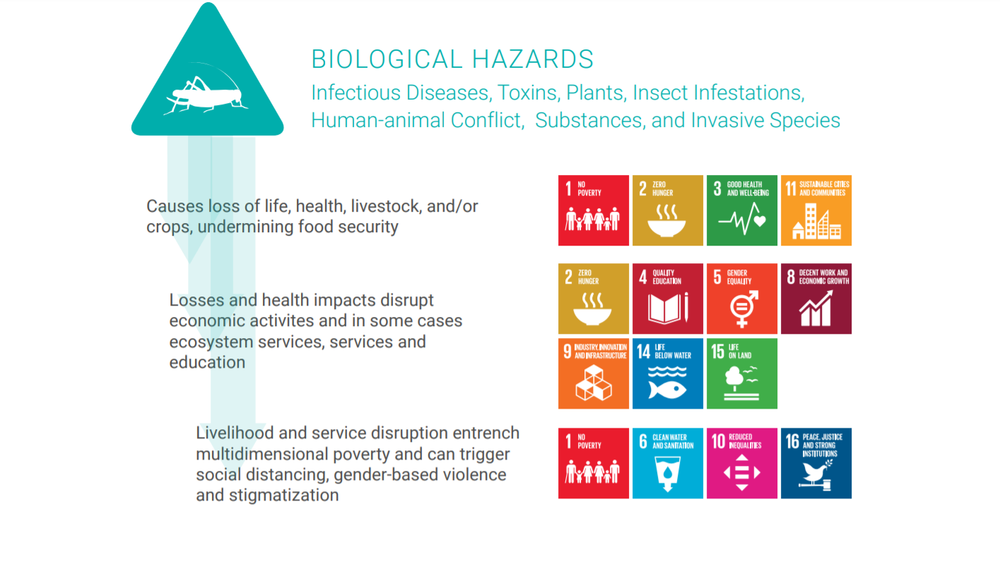 BIOLOGICAL HAZARDS
Infectious Diseases, Toxins, Plants, Insect Infestations,
Human-animal Conflict, Substances, and Invasive Species
Causes loss of life, health, livestock, and/or
crops, undermining food security
1 NO
POVERTY
2 ZERO
HUNGER
3 GOOD HEALTH
AND WELL-BEING
11 SUSTAINABLE CITIES
AND COMMUNITIES
Losses and health impacts disrupt
economic activites and in some cases
ecosystem services, services and
education
2 ZERO
HUNGER
4 QUALITY
EDUCATION
5 GENDER
EQUALITY
8 DECENT WORK AND
ECONOMIC GROWTH
9 INDUSTRY, INNOVATION
AND INFRASTRUCTURE
14 LIFE
BELOW WATER
15 LIFE
ON LAND
Livelihood and service disruption entrench
multidimensional poverty and can trigger
social distancing, gender-based violence
and stigmatization
1 NO
POVERTY
6 CLEAN WATER
AND SANITATION
10 REDUCED
INEQUALITIES
16 PEACE, JUSTICE
AND STRONG
INSTITUTIONS